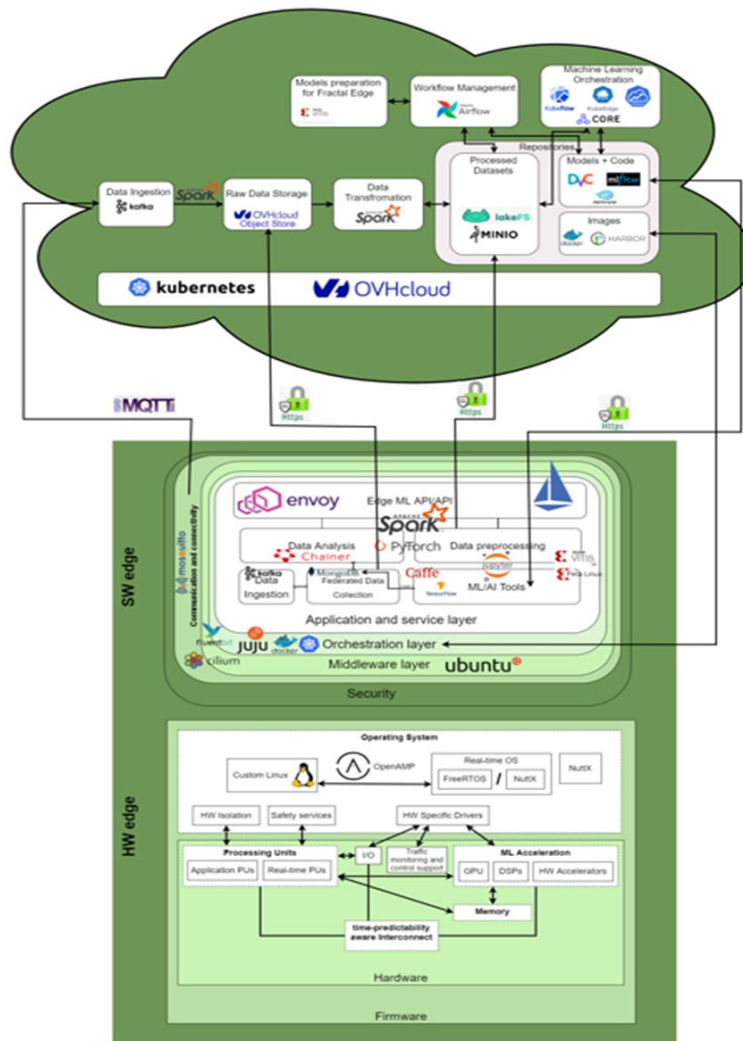 Machine Learning
Orchestration
Models preparation
for Fractal Edge
Workflow Management
Airflow
VITIS
Kubeflow
KubeEdge
CORE
Repositories
Processed
Datasets
Models + Code
DVC
mlflow
Data Ingestion
kafka
Spark
Raw Data Storage
OVHcloud
Object Store
Data
Transfromation
Spark
lakeFS
MINIO
Images
docker
HARBOR
kubernetes
OVHcloud
MQTT
Https
Https
Https
SW edge
Communication and connectivity
mosquitto
envoy
Edge ML API/API
APACHE
Spark
Data Analysis
Chainer
PyTorch
Data preprocessing
jupyter
VITIS
Peta Linux
kafka
MongoDB
Caffe
Data
Ingestion
Federated Data
Collection
TensorFlow
ML/AI Tools
Application and service layer
fluentbit
JUJU
docker
Orchestration layer
cilium
Middleware layer
ubuntu
Security
HW edge
Operating System
Custom Linux
OpenAMP
Real-time OS
FreeRTOS
/
NuttX
NuttX
HW Isolation
Safety services
HW Specific Drivers
Processing Units
Application PUs
Real-time PUs
I/O
Traffic
monitoring and
control support
ML Acceleration
GPU
DSPs
HW Accelerators
Memory
time-predictability
aware Interconnect
Hardware
Firmware